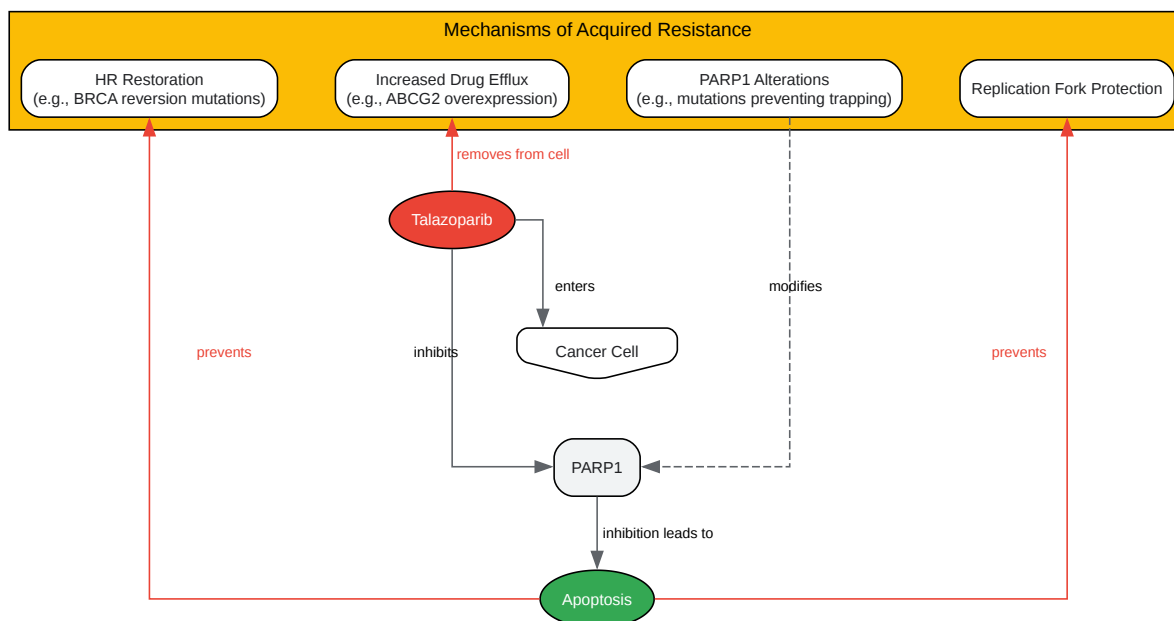 Mechanisms of Acquired Resistance
HR Restoration
(e.g., BRCA reversion mutations)
Increased Drug Efflux
(e.g., ABCG2 overexpression)
PARP1 Alterations
(e.g., mutations preventing trapping)
Replication Fork Protection
removes from cell
Talazoparib
enters
modifies
prevents
inhibits
Cancer Cell
prevents
PARP1
inhibition leads to
Apoptosis